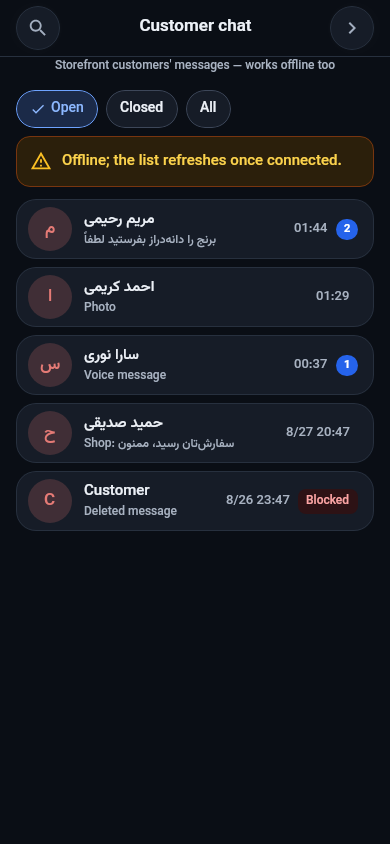 Customer chat
Storefront customers' messages — works offline too
Open
Closed
All
Offline; the list refreshes once connected.
م
مریم رحیمی
برنج را دانه‌دراز بفرستید لطفاً
01:44
2
ا
احمد کریمی
Photo
01:29
س
سارا نوری
Voice message
00:37
1
ح
حمید صدیقی
Shop: سفارش‌تان رسید، ممنون
8/27 20:47
C
Customer
Deleted message
8/26 23:47
Blocked